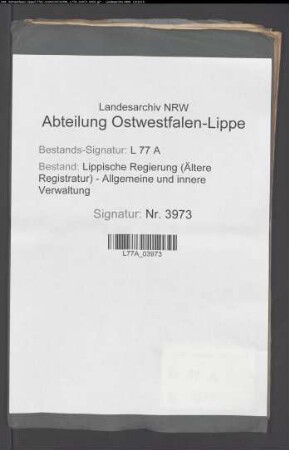 Landesarchiv NRW
Abteilung Ostwestfalen-Lippe
Bestands-Signatur: L 77 A
Bestand: Lippische Regierung (Ältere
Registratur) - Allgemeine und innere
Verwaltung
Signatur: Nr. 3973
L77A_03973